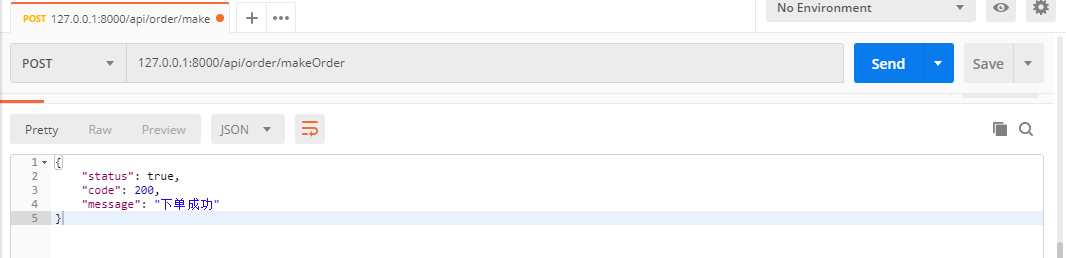 POST 127.0.0.1:8000/api/order/make
No Environment
POST 127.0.0.1:8000/api/order/makeOrder Send Save
Pretty Raw Preview JSON
1 {
2 "status": true,
3 "code": 200,
4 "message": "下单成功"
5 }